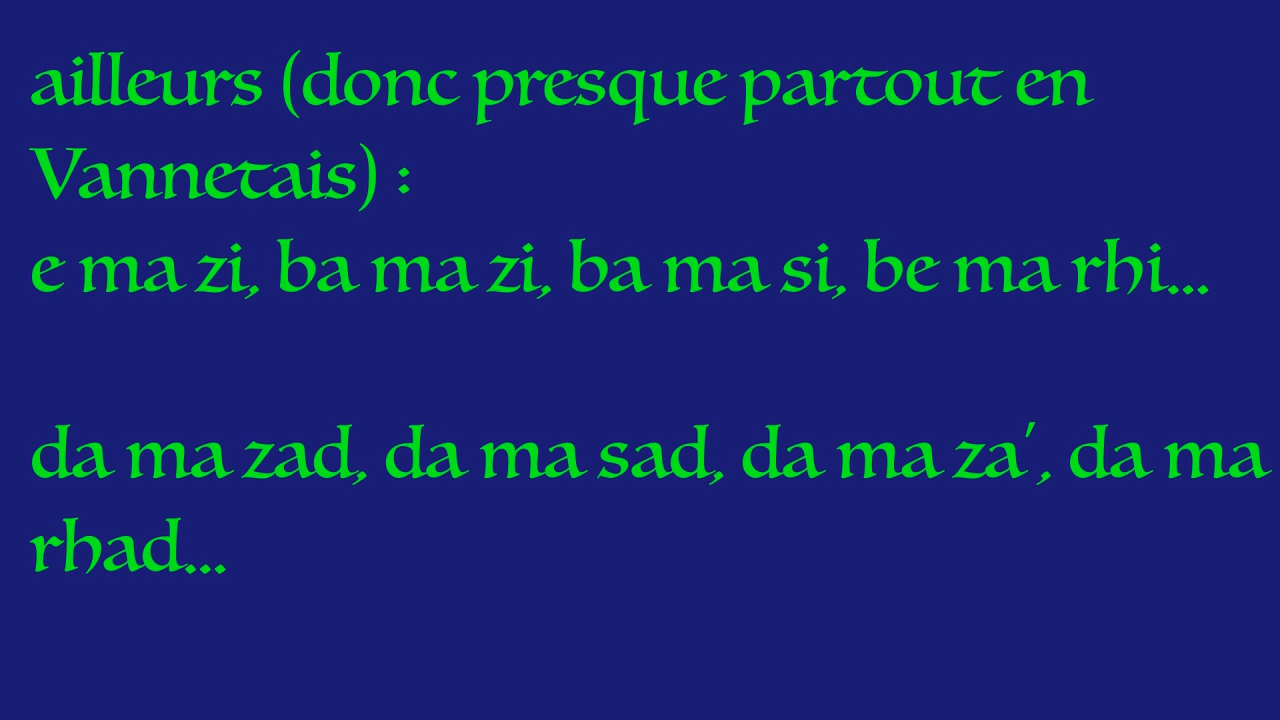 ailleurs (donc presque partout en
Vannetais) :
e ma zi, ba ma zi, ba ma si, be ma rhi...
da ma zad, da ma sad, da ma za', da ma
rhad...